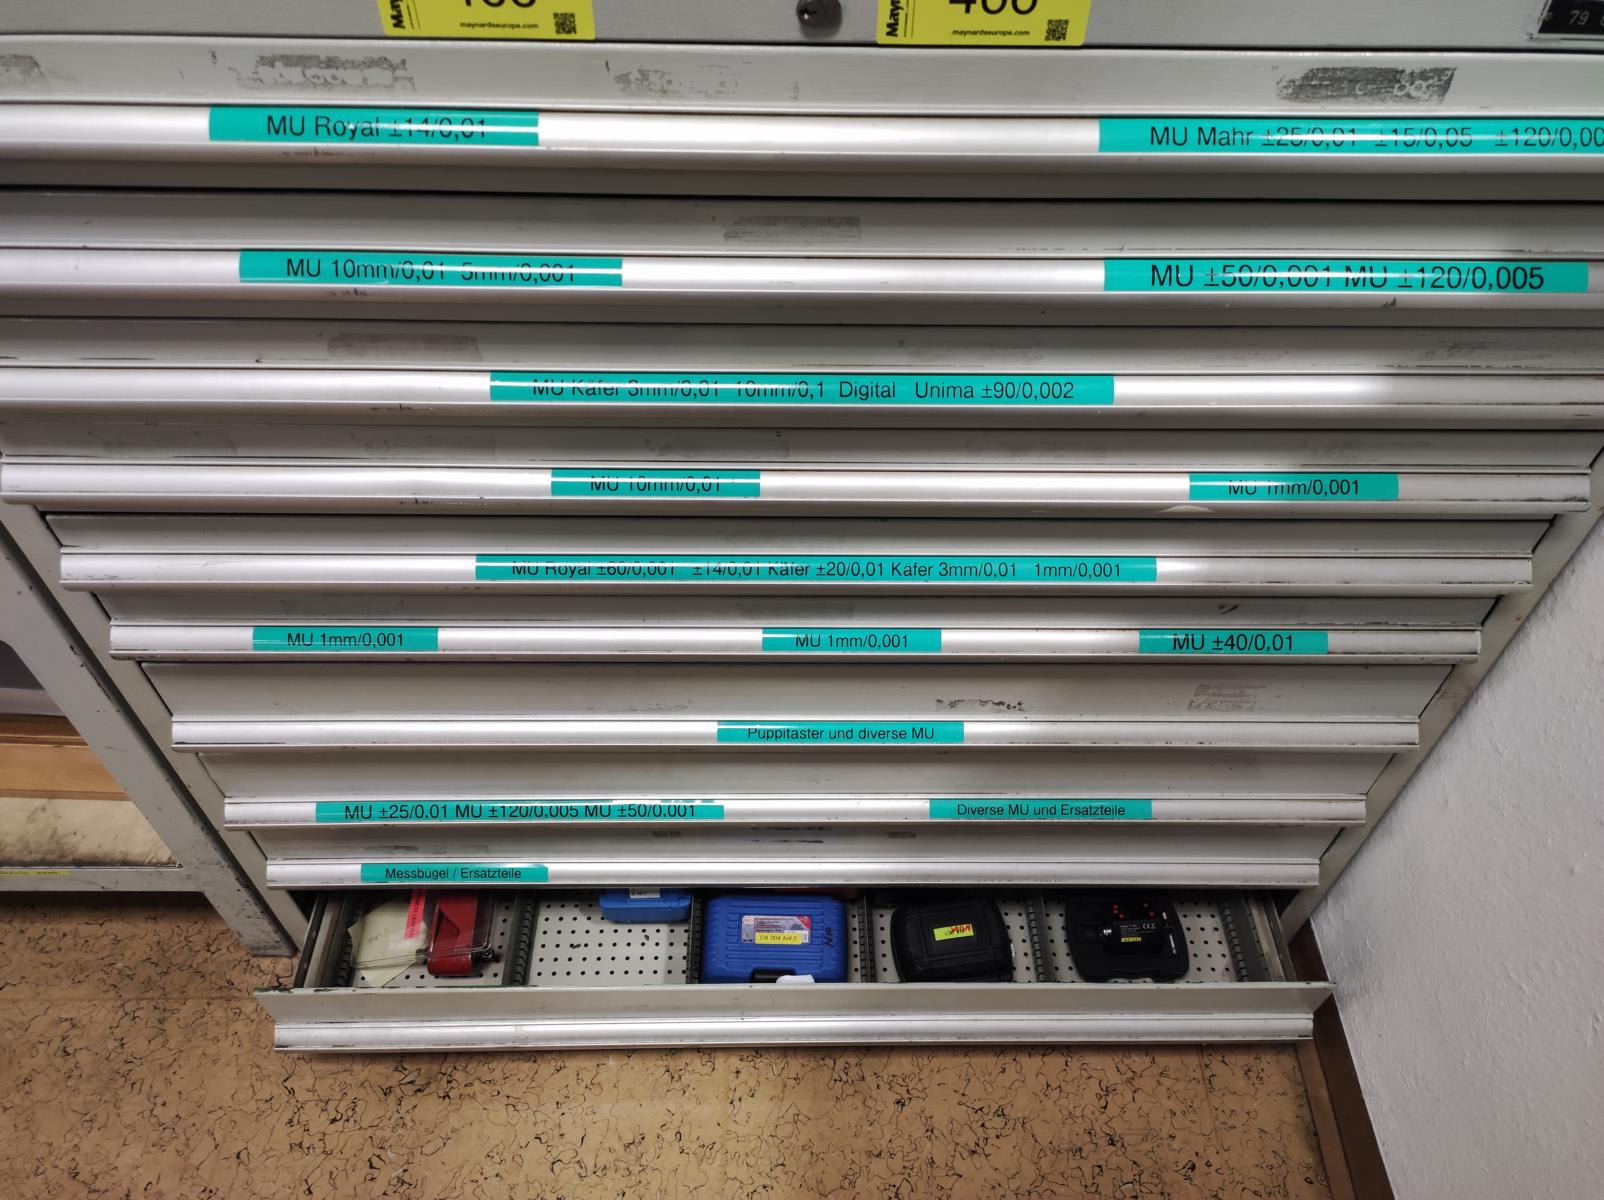 maynardseurope.com
maynardseurope.com
79
MU Royal ±14/0,01
MU Mahr ±25/0,01 ±15/0,05 ±120/0,00
MU 10mm/0,01 5mm/0,001
MU ±50/0,001 MU ±120/0,005
MU Käfer 3mm/0,01 10mm/0,1 Digital Unima ±90/0,002
MU 10mm/0,01
MU 1mm/0,001
MU Royal ±60/0,001 ±14/0,01 Käfer ±20/0,01 Käfer 3mm/0,01 1mm/0,001
MU 1mm/0,001
MU 1mm/0,001
MU ±40/0,01
Puppitaster und diverse MU
MU ±25/0,01 MU ±120/0,005 MU ±50/0,001
Diverse MU und Ersatzteile
Messbügel / Ersatzteile